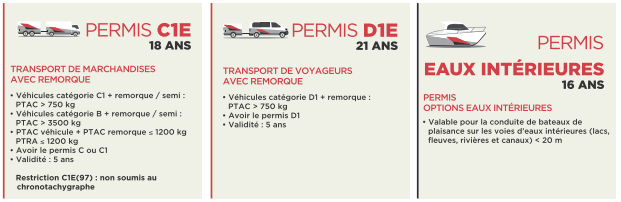 PERMIS C1E
18 ANS
TRANSPORT DE MARCHANDISES
AVEC REMORQUE
• Véhicules catégorie C1 + remorque / semi :
PTAC > 750 kg
• Véhicules catégorie B + remorque / semi :
PTAC > 3500 kg
• PTAC véhicule + PTAC remorque ≤ 1200 kg
PTRA ≤ 1200 kg
• Avoir le permis C ou C1
• Validité : 5 ans
Restriction C1E(97) : non soumis au
chronotachygraphe
PERMIS D1E
21 ANS
TRANSPORT DE VOYAGEURS
AVEC REMORQUE
• Véhicules catégorie D1 + remorque :
PTAC > 750 kg
• Avoir le permis D1
• Validité : 5 ans
PERMIS
EAUX INTÉRIEURES
16 ANS
PERMIS
OPTIONS EAUX INTÉRIEURES
• Valable pour la conduite de bateaux de
plaisance sur les voies d'eaux intérieures (lacs,
fleuves, rivières et canaux) < 20 m